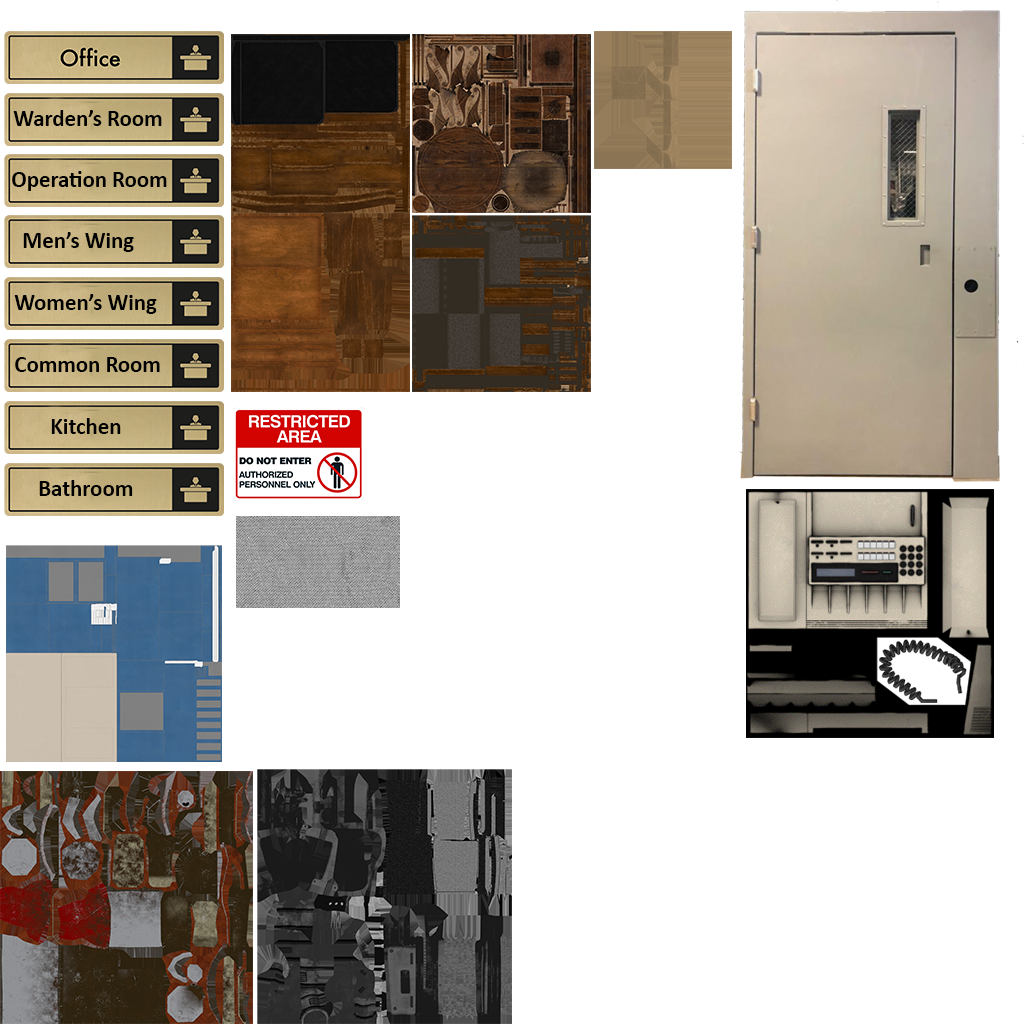 Office
Warden's Room
Operation Room
Men's Wing
Women's Wing
Common Room
Kitchen
Bathroom
RESTRICTED
AREA
DO NOT ENTER
AUTHORIZED
PERSONNEL ONLY